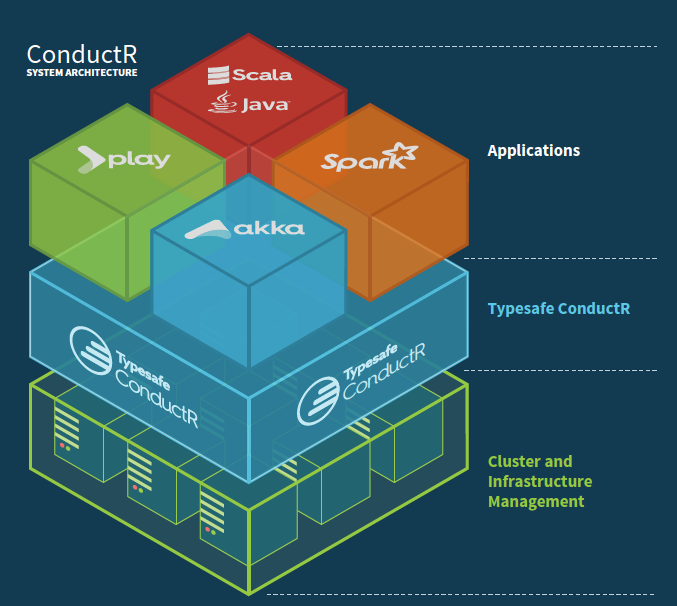 ConductR
SYSTEM ARCHITECTURE
Scala
Java
play
Spark
akka
Applications
Typesafe ConductR
Typesafe
ConductR
Typesafe
ConductR
Cluster and
Infrastructure
Management